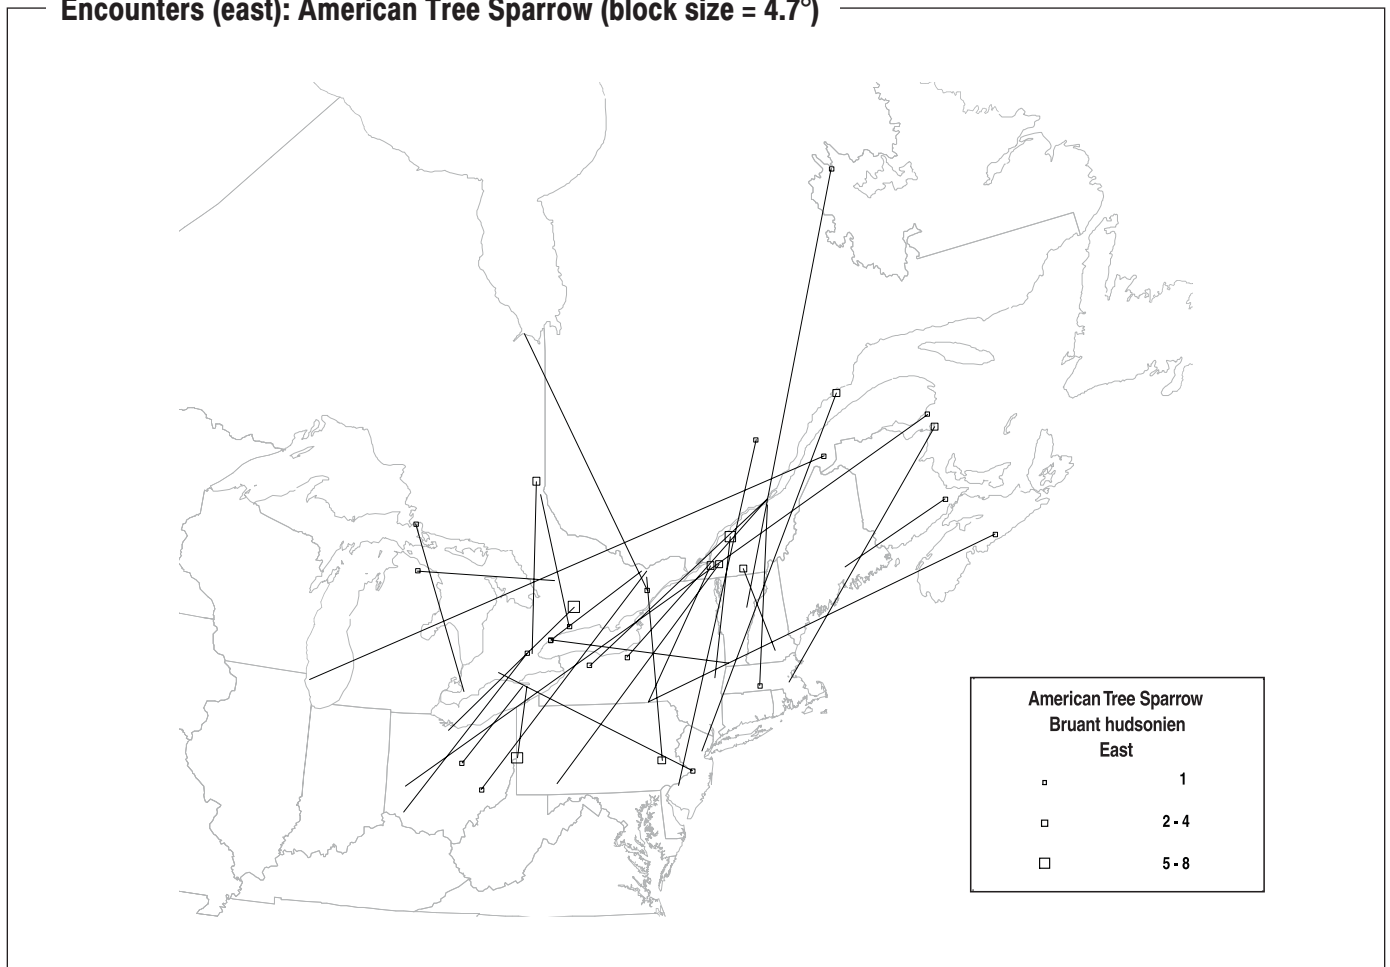 Encounters (east): American Tree Sparrow (block size = 4.7°)
American Tree Sparrow
Bruant hudsonien
East
1
2 - 4
5 - 8